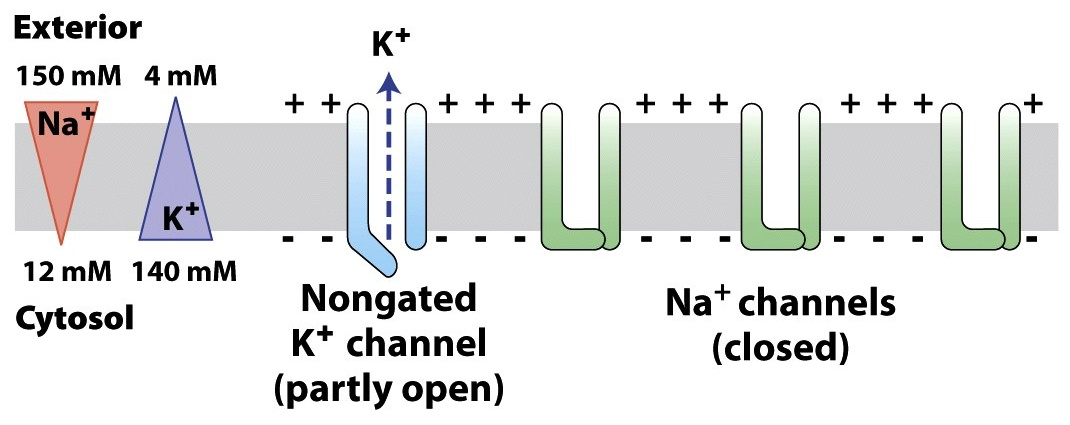 Exterior
150 mM 4 mM
Na⁺
K⁺
12 mM 140 mM
Cytosol
K⁺
+ + + + + + + + + + + +
- - - - - - - - - - - -
Nongated
K⁺ channel
(partly open)
Na⁺ channels
(closed)